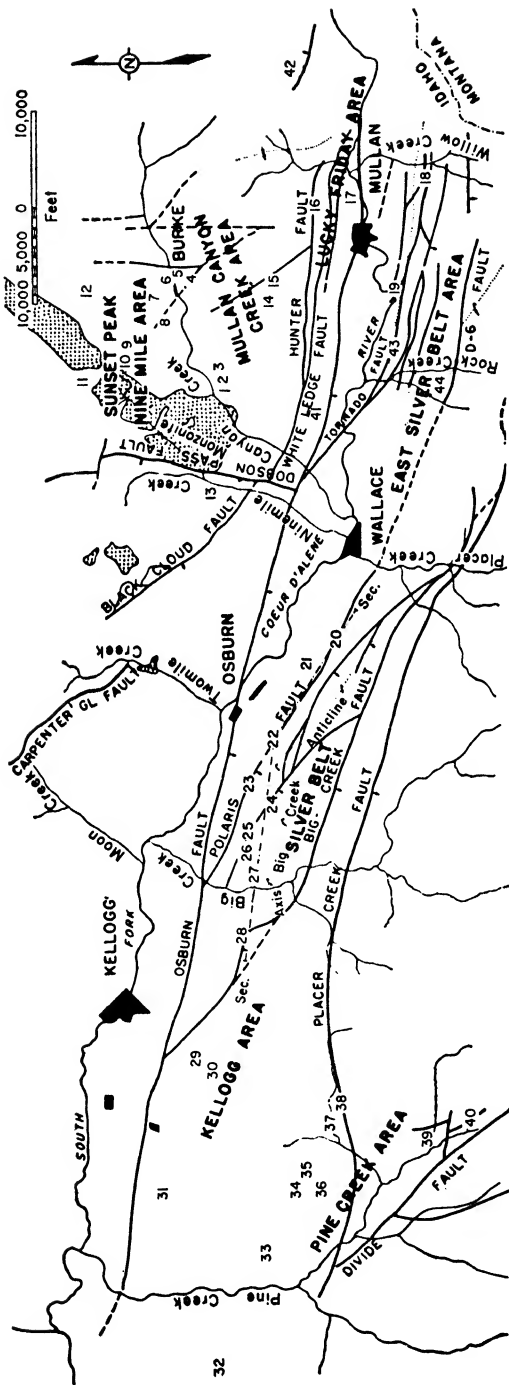 10,000 5,000 0 10,000
Feet
N
SUNSET PEAK
NINE MILE AREA
BURKE
MULLAN CANYON
CREEK AREA
LUCKY FRIDAY AREA
MULLAN
IDAHO
MONTANA
Willow
Creek
HUNTER
FAULT
WHITE LEDGE FAULT
TORNADO
FAULT
RIVER
EAST SILVER BELT AREA
Rock
Creek
D-6 FAULT
DOBSON
PASS FAULT
Manzonite
Canyon
Creek
Ninemile
Creek
BLACK CLOUD FAULT
COEUR D'ALENE
WALLACE
Placer
Creek
OSBURN
Twomile
Creek
CARPENTER GL FAULT
Moon
Creek
KELLOGG
FORK
SOUTH
OSBURN
FAULT
POLARIS
FAULT
Sec.
Anticline
Axis
Big
Creek
SILVER BELT
BIG CREEK
FAULT
Big
Creek
Sec.
KELLOGG AREA
PLACER
CREEK
FAULT
PINE CREEK AREA
DIVIDE
FAULT
Pine
Creek
1 2 3
4
5
6
7
8
9
10
11
12
13
14
15
16
17
18
19
20
21
22
23
24
25
26
27
28
29
30
31
32
33
34
35
36
37
38
39
40
41
42
43
44